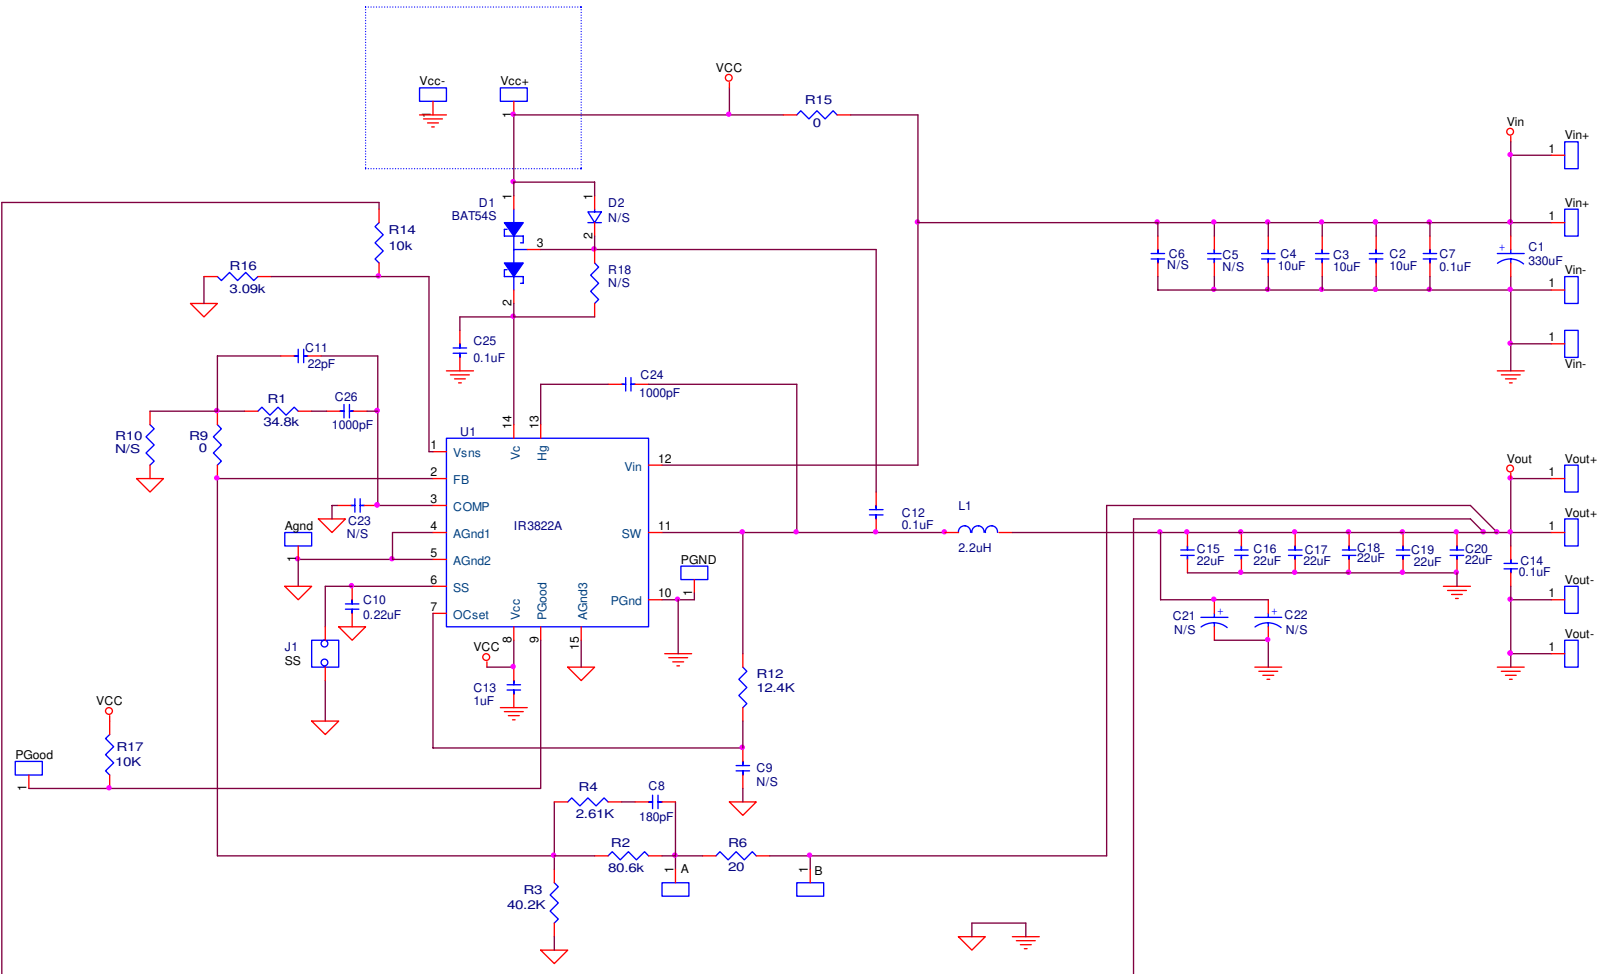 Vcc-
Vcc+
1
1
VCC
R15
0
Vin
Vin+
1
Vin+
1
Vin-
1
1
Vin-
D1
BAT54S
1
3
2
1
D2
N/S
2
R18
N/S
R14
10k
R16
3.09k
C6
N/S
C5
N/S
C4
10uF
C3
10uF
C2
10uF
C7
0.1uF
+
C1
330uF
C25
0.1uF
C11
22pF
C24
1000pF
R1
34.8k
C26
1000pF
R10
N/S
R9
0
U1
14
13
Vc
Hg
1
Vsns
2
FB
3
COMP
4
AGnd1
5
AGnd2
6
SS
7
OCset
IR3822A
Vin
12
SW
11
PGnd
10
Vcc
PGood
AGnd3
8
9
15
C23
N/S
Agnd
1
C10
0.22uF
J1
SS
PGND
1
C12
0.1uF
L1
2.2uH
VCC
C13
1uF
R12
12.4K
C9
N/S
Vout
Vout+
1
Vout+
1
Vout-
1
Vout-
1
C15
22uF
C16
22uF
C17
22uF
C18
22uF
C19
22uF
C20
22uF
C14
0.1uF
C21
N/S
+
+
C22
N/S
VCC
R17
10K
PGood
1
R4
2.61K
C8
180pF
R2
80.6k
R6
20
1
A
1
B
R3
40.2K